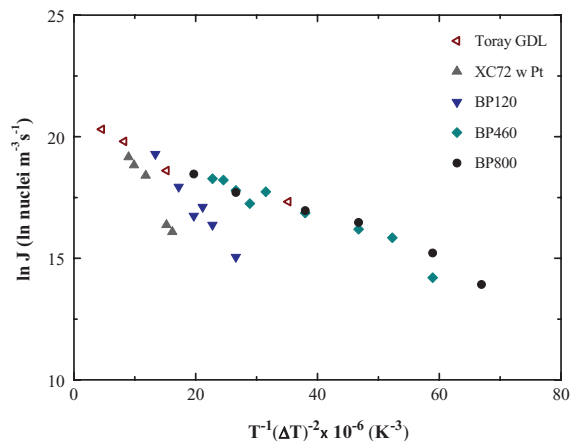 25
20
15
10
0
20
40
60
80
ln J (ln nuclei m⁻³s⁻¹)
T⁻¹(ΔT)⁻²x 10⁻⁶ (K⁻³)
Toray GDL
XC72 w Pt
BP120
BP460
BP800